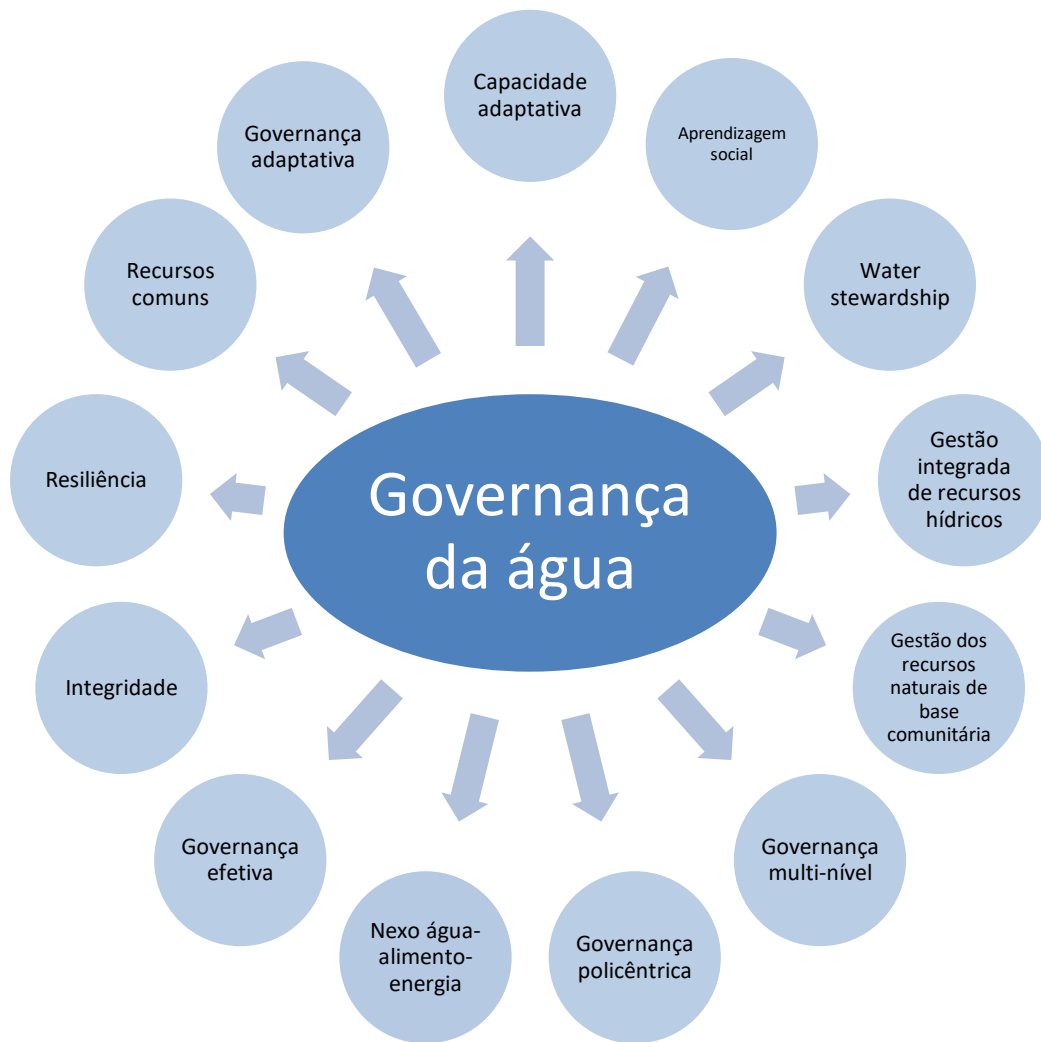 Capacidade
adaptativa
Aprendizagem
social
Water
stewardship
Gestão
integrada
de recursos
hídricos
Gestão dos
recursos
naturais de
base
comunitária
Governança
multi-nível
Governança
policêntrica
Nexo água-
alimento-
energia
Governança
efetiva
Integridade
Resiliência
Recursos
comuns
Governança
adaptativa
Governança
da água